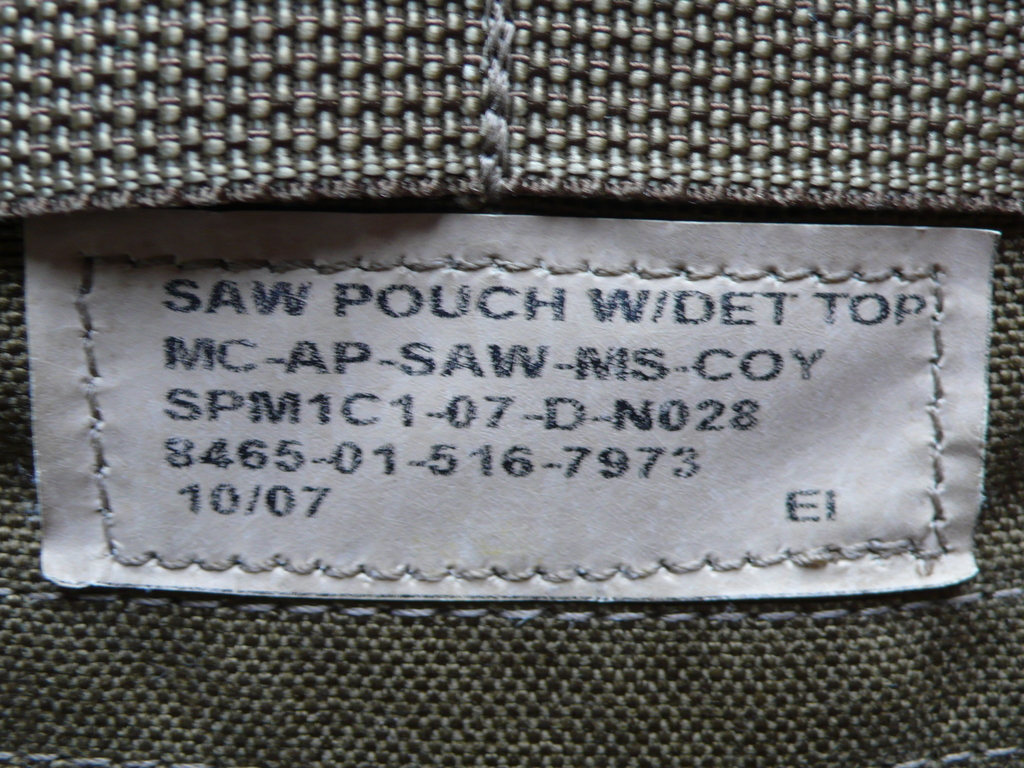 SAW POUCH W/DET TOP
MC-AP-SAW-MS-COY
SPM1C1-07-D-N028
8465-01-516-7973
10/07 EI